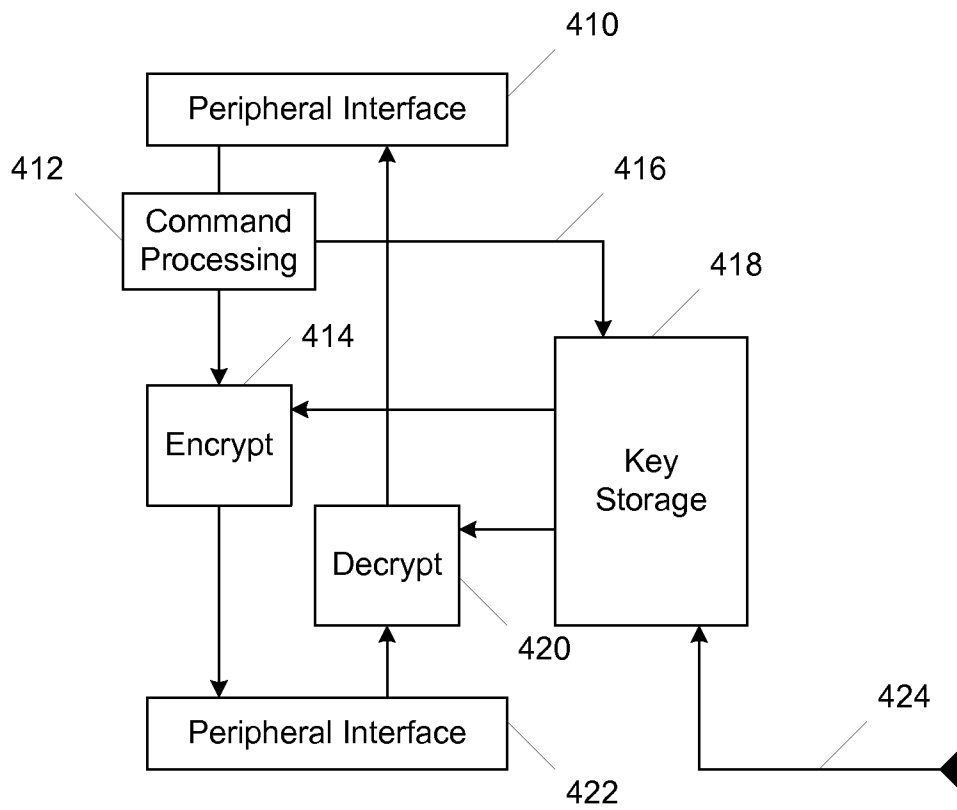 410
Peripheral Interface
412
416
Command
Processing
418
414
Encrypt
Key
Storage
Decrypt
420
424
Peripheral Interface
422